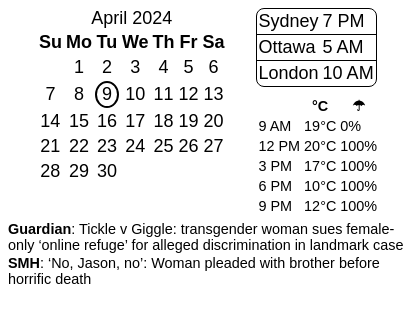 April 2024
Su Mo Tu We Th Fr Sa
1 2 3 4 5 6
7 8 9 10 11 12 13
14 15 16 17 18 19 20
21 22 23 24 25 26 27
28 29 30
Sydney 7 PM
Ottawa 5 AM
London 10 AM
°C ☂
9 AM 19°C 0%
12 PM 20°C 100%
3 PM 17°C 100%
6 PM 10°C 100%
9 PM 12°C 100%
Guardian: Tickle v Giggle: transgender woman sues female-
only ‘online refuge’ for alleged discrimination in landmark case
SMH: ‘No, Jason, no’: Woman pleaded with brother before
horrific death